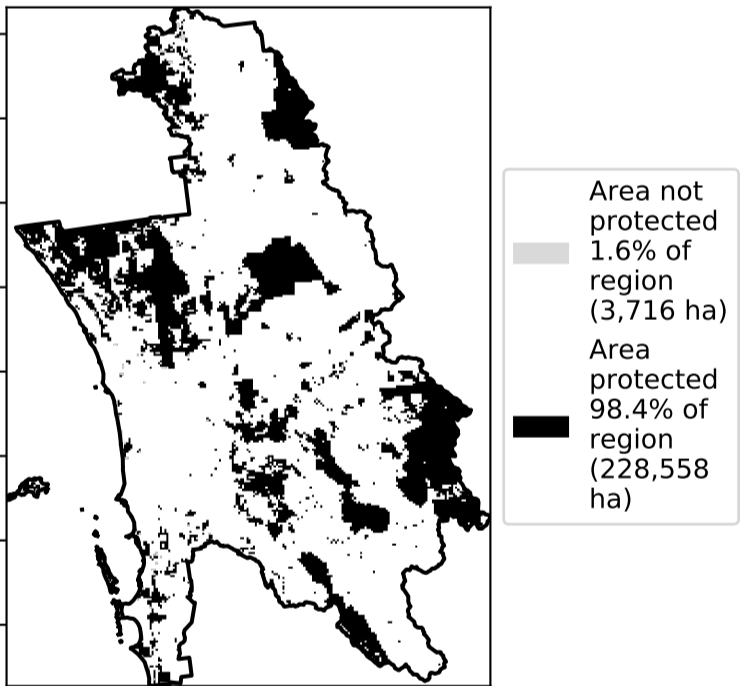 Area not
protected
1.6% of
region
(3,716 ha)
Area
protected
98.4% of
region
(228,558
ha)